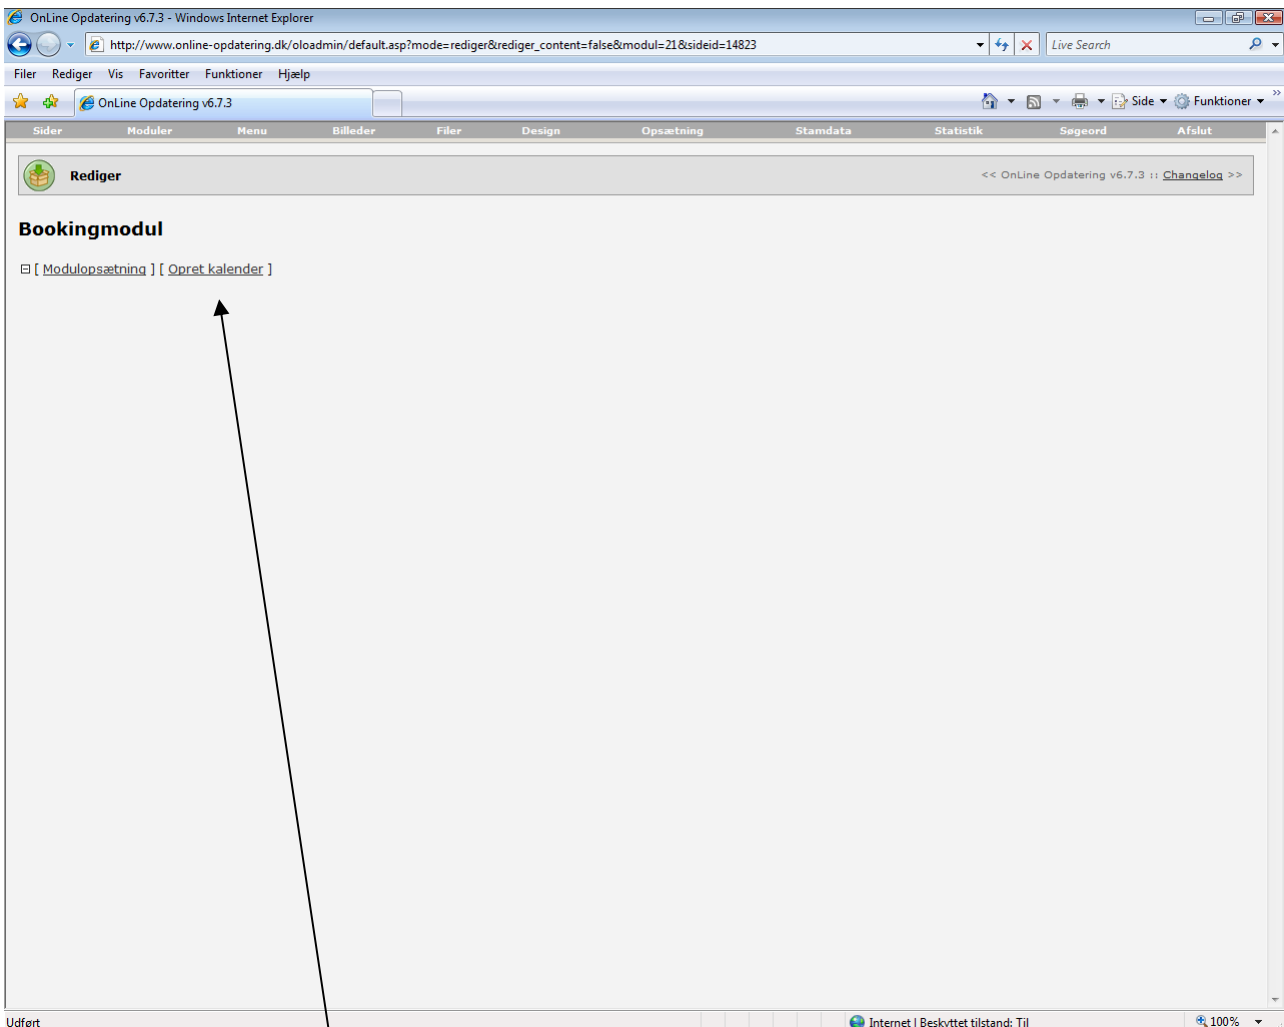 OnLine Opdatering v6.7.3 - Windows Internet Explorer
http://www.online-opdatering.dk/oloadmin/default.asp?mode=rediger&rediger_content=false&modul=21&sideid=14823
Live Search
Filer Rediger Vis Favoritter Funktioner Hjælp
OnLine Opdatering v6.7.3
Side Funktioner
Sider Moduler Menu Billeder Filer Design Opsætning Stamdata Statistik Søgeord Afslut
Rediger
<< OnLine Opdatering v6.7.3 :: Changelog >>
Bookingmodul
[ Modulopsætning ] [ Opret kalender ]
Udført
Internet | Beskyttet tilstand: Til
100%